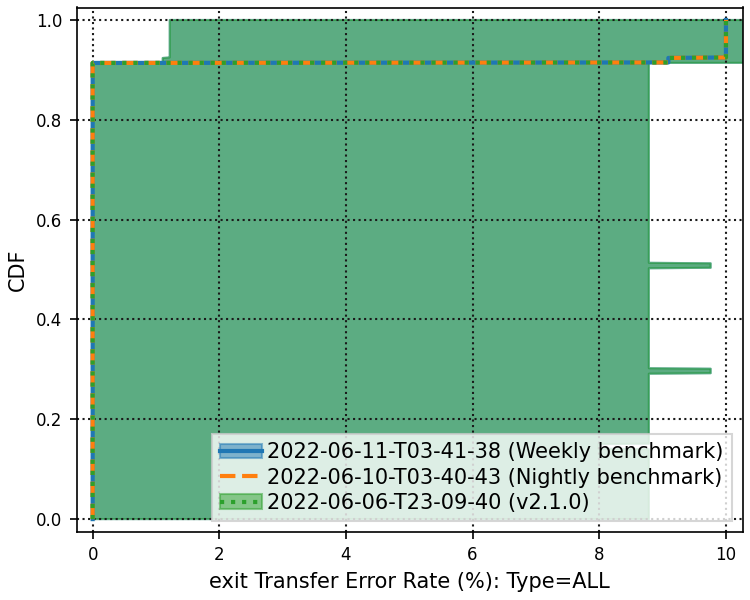 1.0
0.8
0.6
0.4
0.2
0.0
CDF
2022-06-11-T03-41-38 (Weekly benchmark)
2022-06-10-T03-40-43 (Nightly benchmark)
2022-06-06-T23-09-40 (v2.1.0)
0 2 4 6 8 10
exit Transfer Error Rate (%): Type=ALL